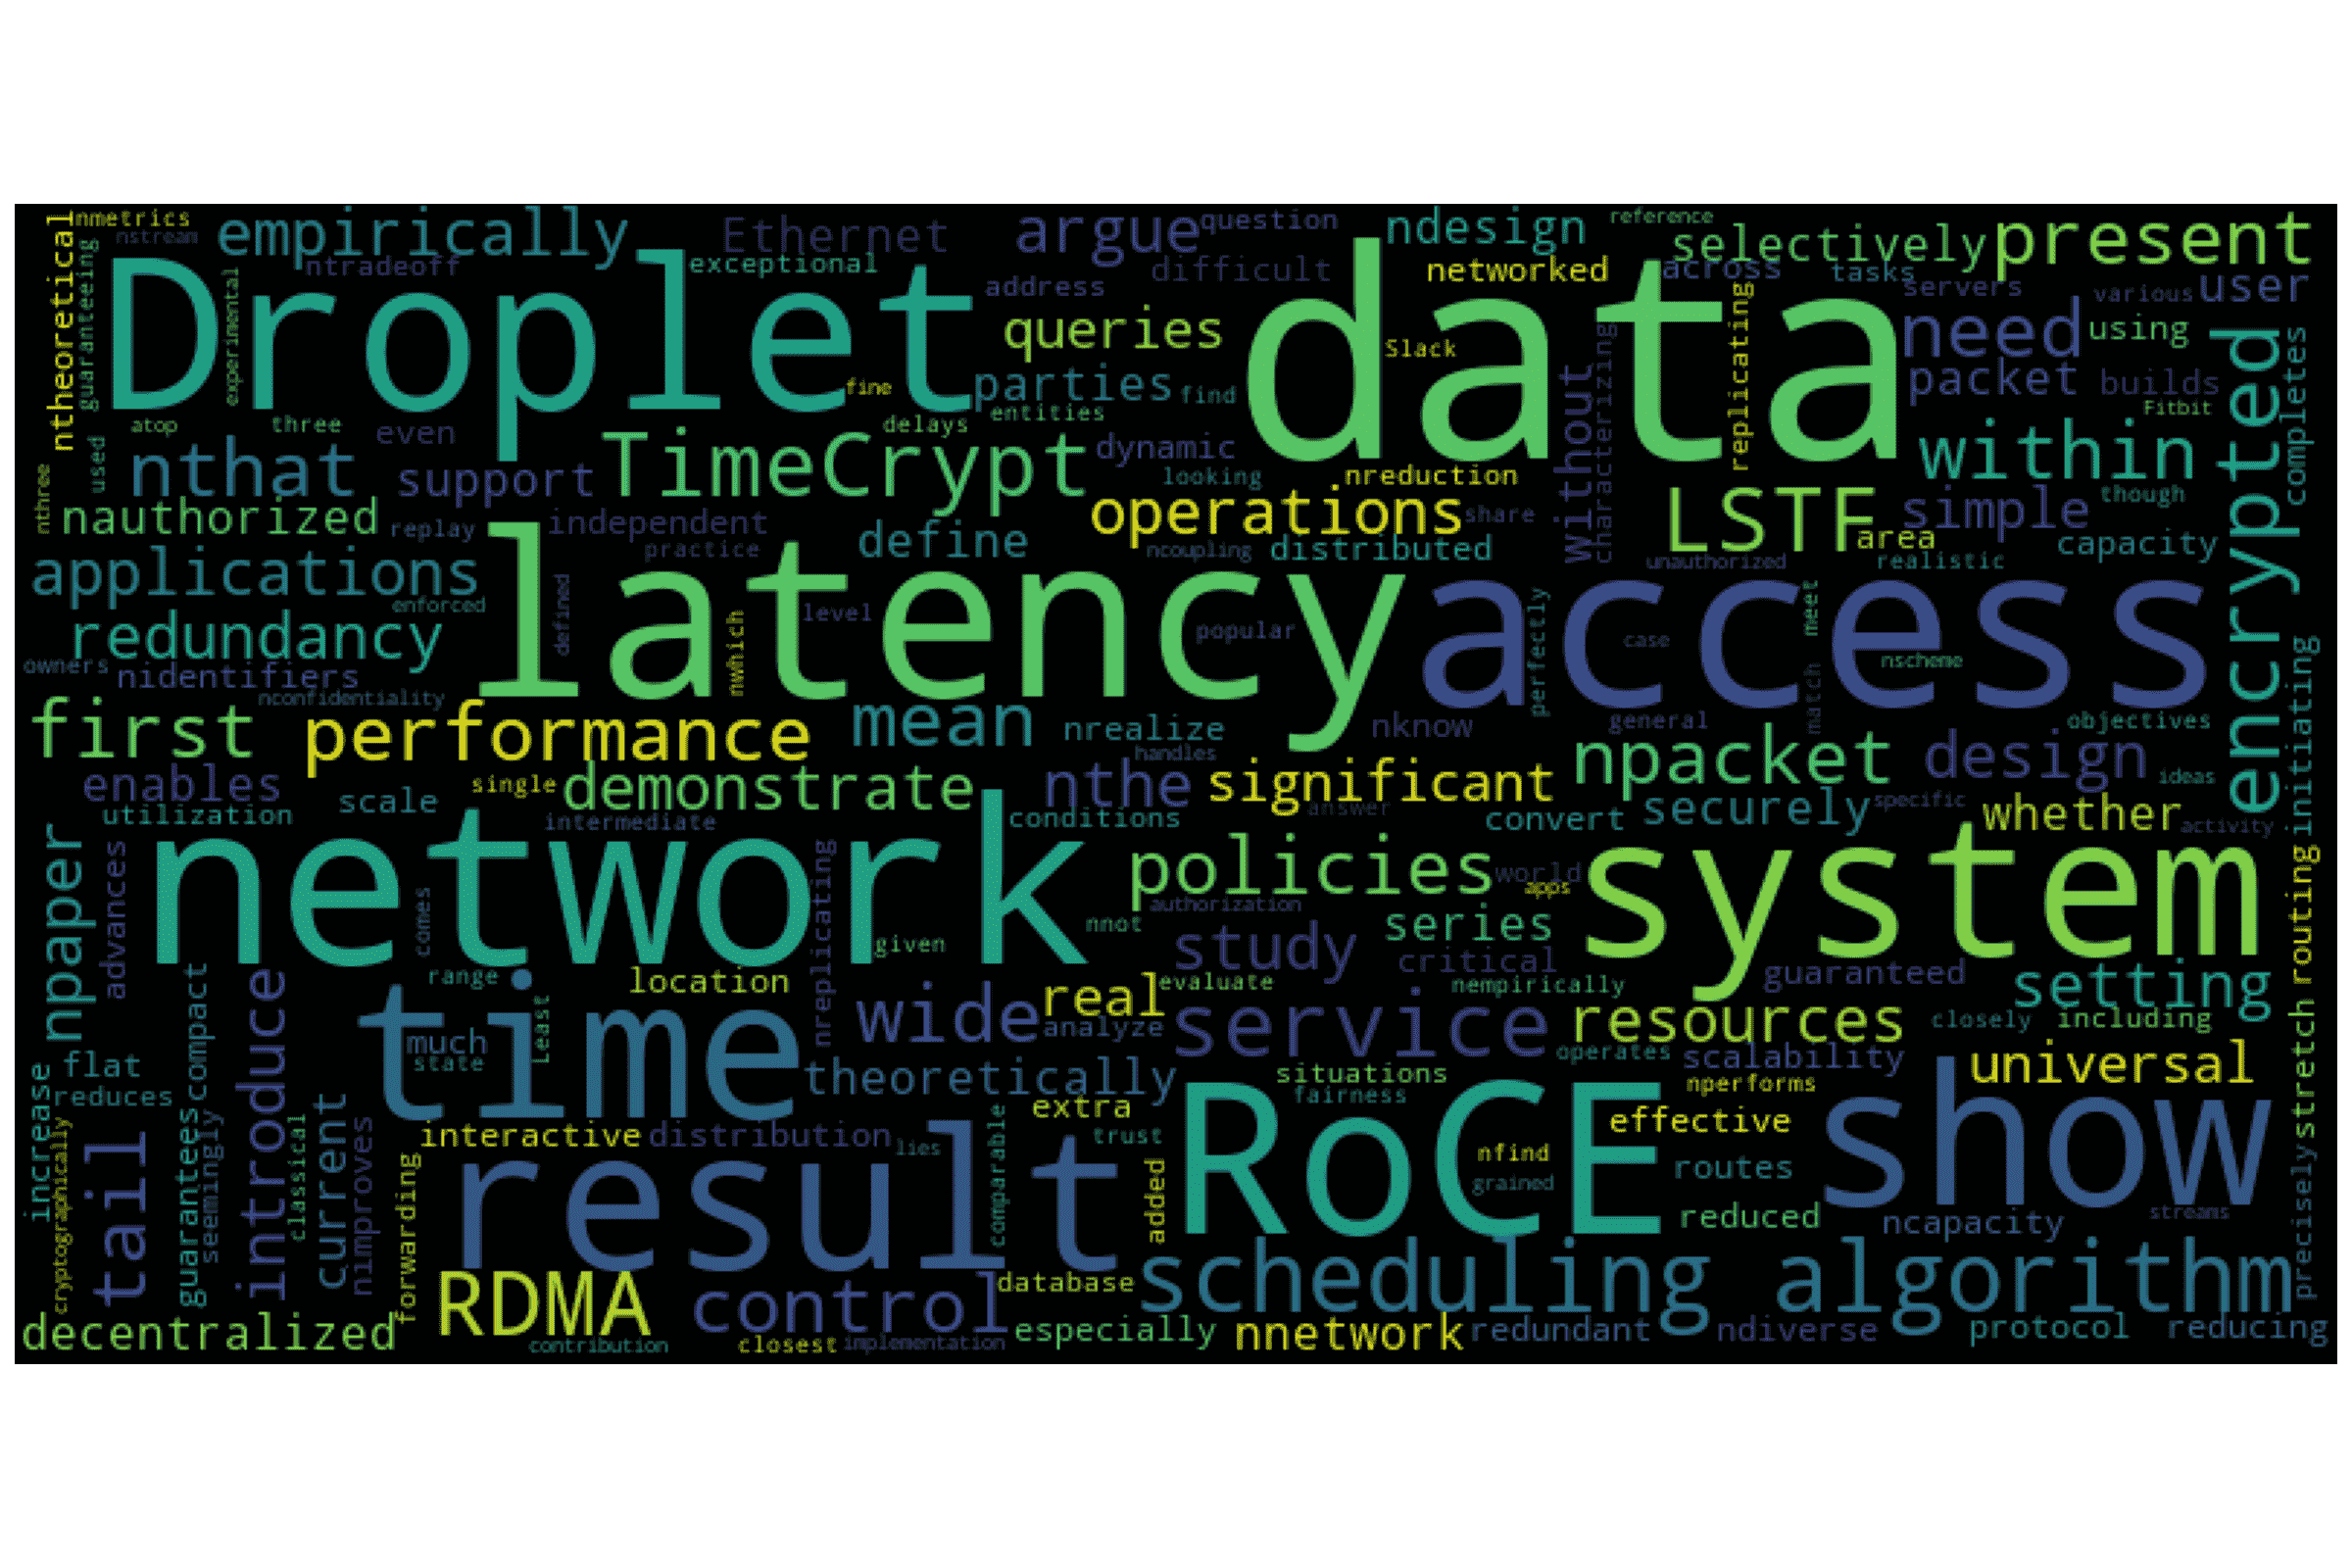 nmetrics
nstream
empirically
Ethernet
argue
question
ndesign
reference
selectively
present
ntheoretical
guaranteeing
experimental
ntradeoff
exceptional
address
difficult
networked
across
tasks
servers
various
user
Droplet
data
queries
Slack
replicating
characterizing
need
using
encrypted
completes
fine
parties
find
without
packet
builds
Fitbit
atop
three
even
delays
entities
dynamic
within
nthree
used
nthat
support
TimeCrypt
looking
nreduction
operations
share
LSTF
simple
though
nauthorized
replay
independent
practice
define
ncoupling
distributed
unauthorized
area
realistic
capacity
applications
enforced
defined
latency
access
level
nwhich
popular
perfectly
case
meet
match
nscheme
redundancy
owners
nidentifiers
nconfidentiality
first
performance
mean
nrealize
nknow
general
objectives
initiating
enables
single
demonstrate
handles
nthe
significant
npacket
design
ideas
utilization
scale
intermediate
conditions
answer
convert
securely
specific
whether
activity
npaper
advances
network
comes
nreplicating
given
nnot
policies
world
apps
authorization
system
routing
series
study
critical
guaranteed
range
location
evaluate
nempirically
setting
compact
introduce
time
much
state
Least
wide
real
analyze
service
resources
closely
including
increase
flat
reduces
theoretically
situations
fairness
operates
scalability
nperforms
universal
stretch
cryptographically
tail
guarantees
seemingly
classical
current
nimproves
forwarding
interactive
distribution
lies
extra
trust
comparable
added
RoCE
effective
show
result
nfind
grained
routes
reduced
ncapacity
streams
precisely
decentralized
RDMA
control
database
scheduling algorithm
contribution
closest
implementation
especially
nnetwork
redundant
ndiverse
protocol
reducing